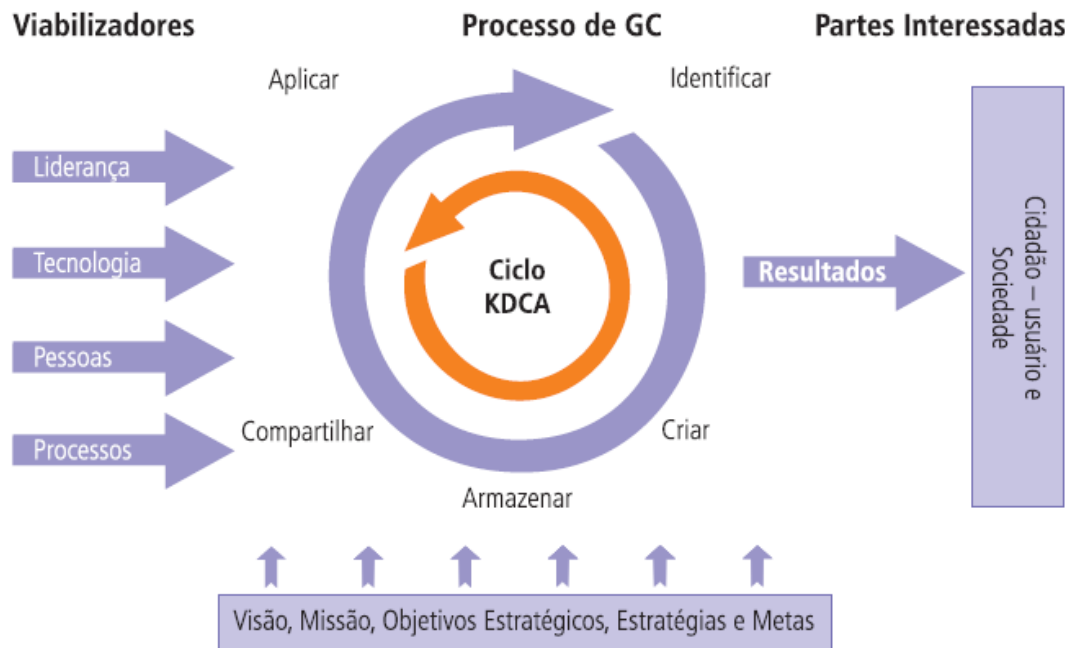 Viabilizadores
Processo de GC
Partes Interessadas
Aplicar
Identificar
Liderança
Tecnologia
Pessoas
Processos
Ciclo
KDCA
Compartilhar
Criar
Armazenar
Resultados
Cidadão – usuário e
Sociedade
Visão, Missão, Objetivos Estratégicos, Estratégias e Metas